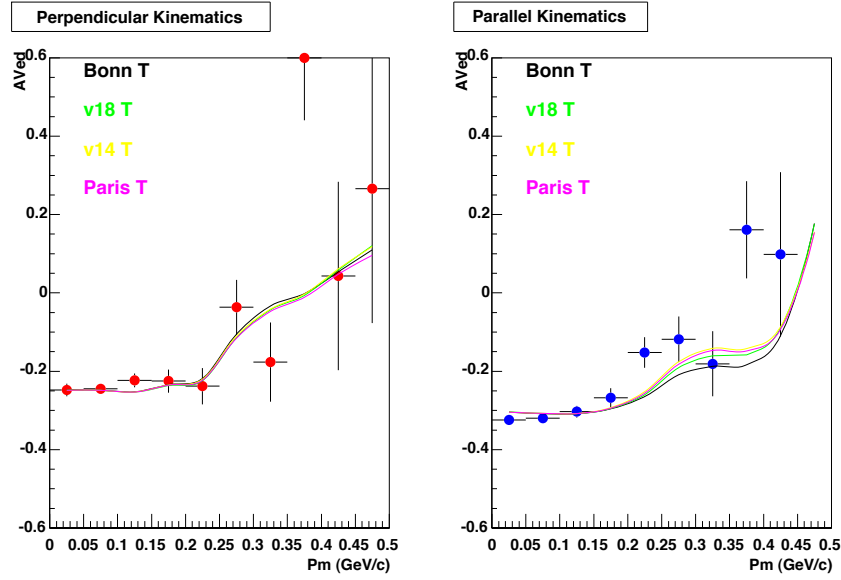 Perpendicular Kinematics
AVed
0.6
0.4
0.2
0
-0.2
-0.4
-0.6
Bonn T
v18 T
v14 T
Paris T
0 0.05 0.1 0.15 0.2 0.25 0.3 0.35 0.4 0.45 0.5
Pm (GeV/c)
Parallel Kinematics
AVed
0.6
0.4
0.2
0
-0.2
-0.4
-0.6
Bonn T
v18 T
v14 T
Paris T
0 0.05 0.1 0.15 0.2 0.25 0.3 0.35 0.4 0.45 0.5
Pm (GeV/c)